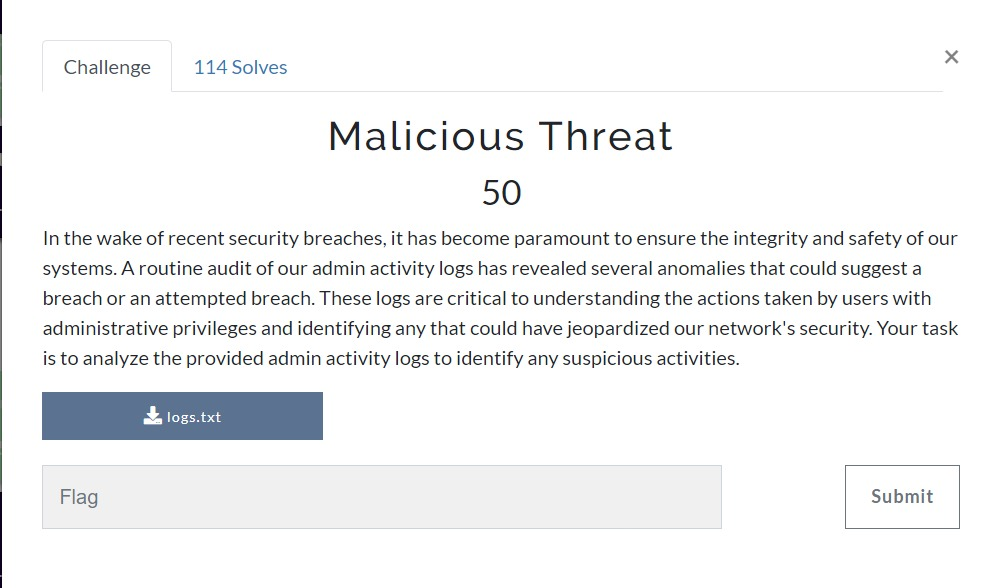 Challenge
114 Solves
×
Malicious Threat
50
In the wake of recent security breaches, it has become paramount to ensure the integrity and safety of our
systems. A routine audit of our admin activity logs has revealed several anomalies that could suggest a
breach or an attempted breach. These logs are critical to understanding the actions taken by users with
administrative privileges and identifying any that could have jeopardized our network's security. Your task
is to analyze the provided admin activity logs to identify any suspicious activities.
logs.txt
Flag
Submit